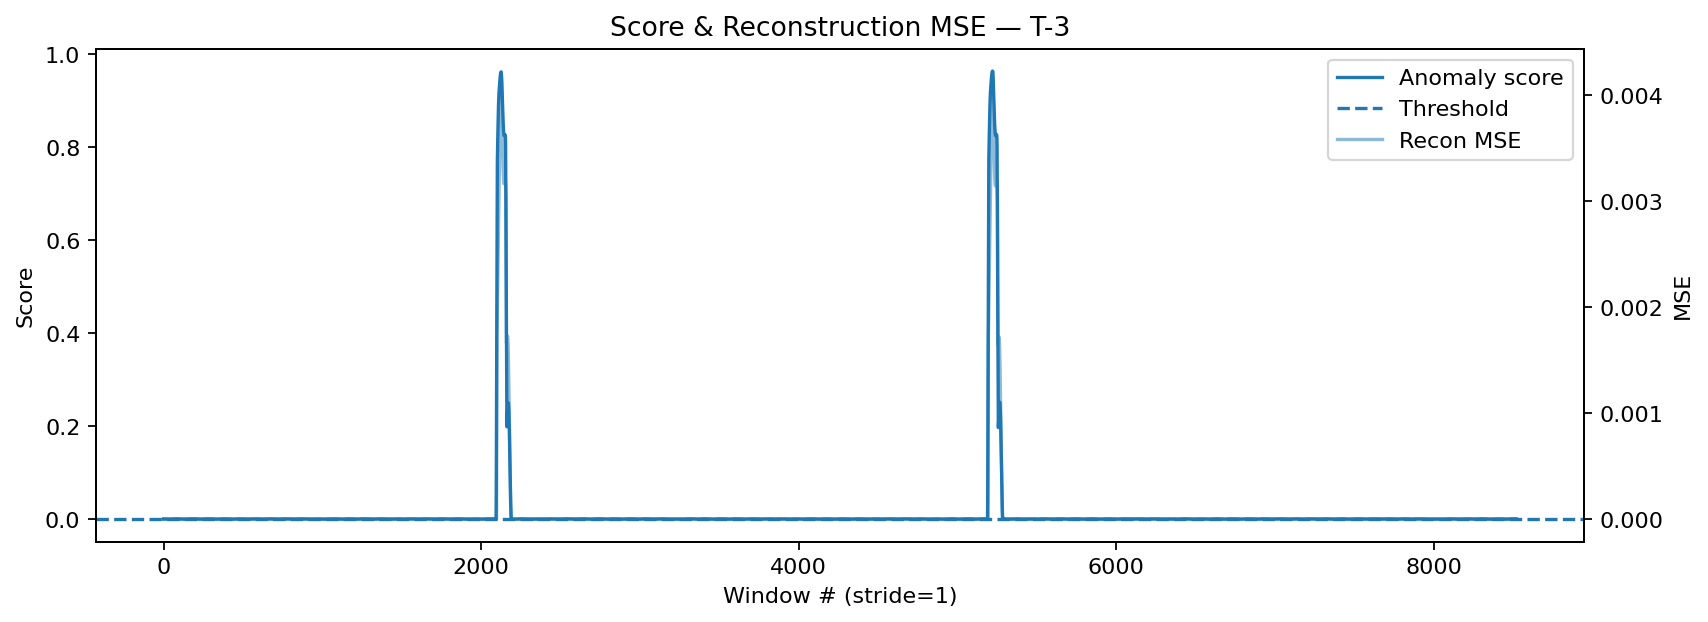 Score & Reconstruction MSE — T-3
Anomaly score
Threshold
Recon MSE
1.0
0.8
0.6
0.4
0.2
0.0
Score
0.004
0.003
0.002
0.001
0.000
MSE
0 2000 4000 6000 8000
Window # (stride=1)